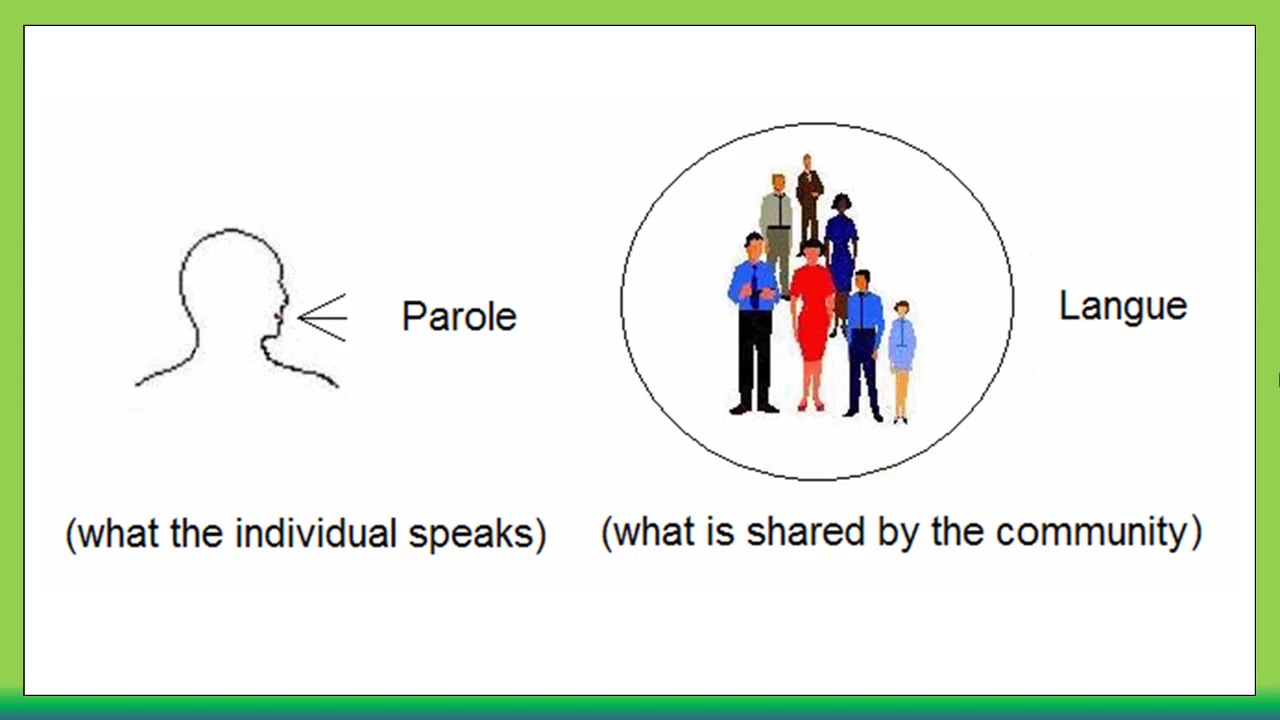 Parole
Langue
(what the individual speaks)
(what is shared by the community)